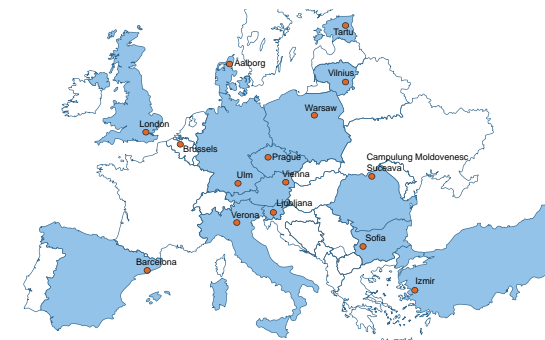 Tartu
Aalborg
Vilnius
Warsaw
London
Brussels
Prague
Campulung Moldovenesc
Suceava
Ulm
Vienna
Ljubljana
Verona
Sofia
Barcelona
Izmir